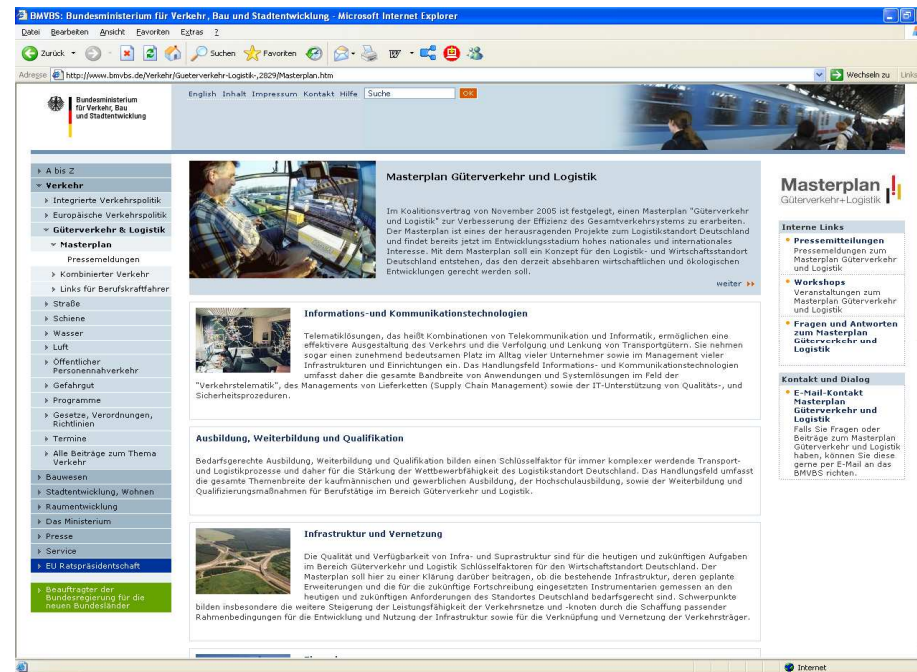 BMVBS: Bundesministerium für Verkehr, Bau und Stadtentwicklung - Microsoft Internet Explorer
Datei Bearbeiten Ansicht Favoriten Extras ?
Zurück Suchen Favoriten
Adresse http://www.bmvbs.de/Verkehr/Gueterverkehr-Logistik-,2829/Masterplan.htm Wechseln zu Links
Bundesministerium
für Verkehr, Bau
und Stadtentwicklung
English Inhalt Impressum Kontakt Hilfe Suche OK
A bis Z
Verkehr
Integrierte Verkehrspolitik
Europäische Verkehrspolitik
Güterverkehr & Logistik
Masterplan
Pressemeldungen
Kombinierter Verkehr
Links für Berufskraftfahrer
Straße
Schiene
Wasser
Luft
Öffentlicher
Personennahverkehr
Gefahrgut
Programme
Gesetze, Verordnungen,
Richtlinien
Termine
Alle Beiträge zum Thema
Verkehr
Bauwesen
Stadtentwicklung, Wohnen
Raumentwicklung
Das Ministerium
Presse
Service
EU Ratspräsidentschaft
Beauftragter der
Bundesregierung für die
neuen Bundesländer
Masterplan Güterverkehr und Logistik
Im Koalitionsvertrag von November 2005 ist festgelegt, einen Masterplan "Güterverkehr
und Logistik" zur Verbesserung der Effizienz des Gesamtverkehrsystems zu erarbeiten.
Der Masterplan ist eines der herausragenden Projekte zum Logistikstandort Deutschland
und findet bereits jetzt im Entwicklungsstadium hohes nationales und internationales
Interesse. Mit dem Masterplan soll ein Konzept für den Logistik- und Wirtschaftsstandort
Deutschland entstehen, das den derzeit absehbaren wirtschaftlichen und ökologischen
Entwicklungen gerecht werden soll.
weiter
Informations-und Kommunikationstechnologien
Telematiklösungen, das heißt Kombinationen von Telekommunikation und Informatik, ermöglichen eine
effektivere Ausgestaltung des Verkehrs und die Verfolgung und Lenkung von Transportgütern. Sie nehmen
sogar einen zunehmend bedeutsamen Platz im Alltag vieler Unternehmer sowie im Management vieler
Infrastrukturen und Einrichtungen ein. Das Handlungsfeld Informations- und Kommunikationstechnologien
umfasst daher die gesamte Bandbreite von Anwendungen und Systemlösungen im Feld der
"Verkehrstelematik", des Managements von Lieferketten (Supply Chain Management) sowie der IT-Unterstützung von Qualitäts-, und
Sicherheitsprozeduren.
Ausbildung, Weiterbildung und Qualifikation
Bedarfsgerechte Ausbildung, Weiterbildung und Qualifikation bilden einen Schlüsselfaktor für immer komplexer werdende Transport-
und Logistikprozesse und daher für die Stärkung der Wettbewerbfähigkeit des Logistikstandort Deutschland. Das Handlungsfeld umfasst
die gesamte Themenbreite der kaufmännischen und gewerblichen Ausbildung, der Hochschulausbildung, sowie der Weiterbildung und
Qualifizierungsmaßnahmen für Berufstätige im Bereich Güterverkehr und Logistik.
Infrastruktur und Vernetzung
Die Qualität und Verfügbarkeit von Infra- und Suprastruktur sind für die heutigen und zukünftigen Aufgaben
im Bereich Güterverkehr und Logistik Schlüsselfaktoren für den Wirtschaftsstandort Deutschland. Der
Masterplan soll hier zu einer Klärung darüber beitragen, ob die bestehende Infrastruktur, deren geplante
Erweiterungen und die für die zukünftige Fortschreibung eingesetzten Instrumentarien gemessen an den
heutigen und zukünftigen Anforderungen des Standortes Deutschland bedarfsgerecht sind. Schwerpunkte
bilden insbesondere die weitere Steigerung der Leistungsfähigkeit der Verkehrsnetze und -knoten durch die Schaffung passender
Rahmenbedingungen für die Entwicklung und Nutzung der Infrastruktur sowie für die Verknüpfung und Vernetzung der Verkehrsträger.
Masterplan
Güterverkehr+Logistik
Interne Links
Pressemitteilungen
Pressemeldungen zum
Masterplan Güterverkehr
und Logistik
Workshops
Veranstaltungen zum
Masterplan Güterverkehr
und Logistik
Fragen und Antworten
zum Masterplan
Güterverkehr und
Logistik
Kontakt und Dialog
E-Mail-Kontakt
Masterplan
Güterverkehr und
Logistik
Falls Sie Fragen oder
Beiträge zum Masterplan
Güterverkehr und Logistik
haben, können Sie diese
gerne per E-Mail an das
BMVBS richten.
Internet